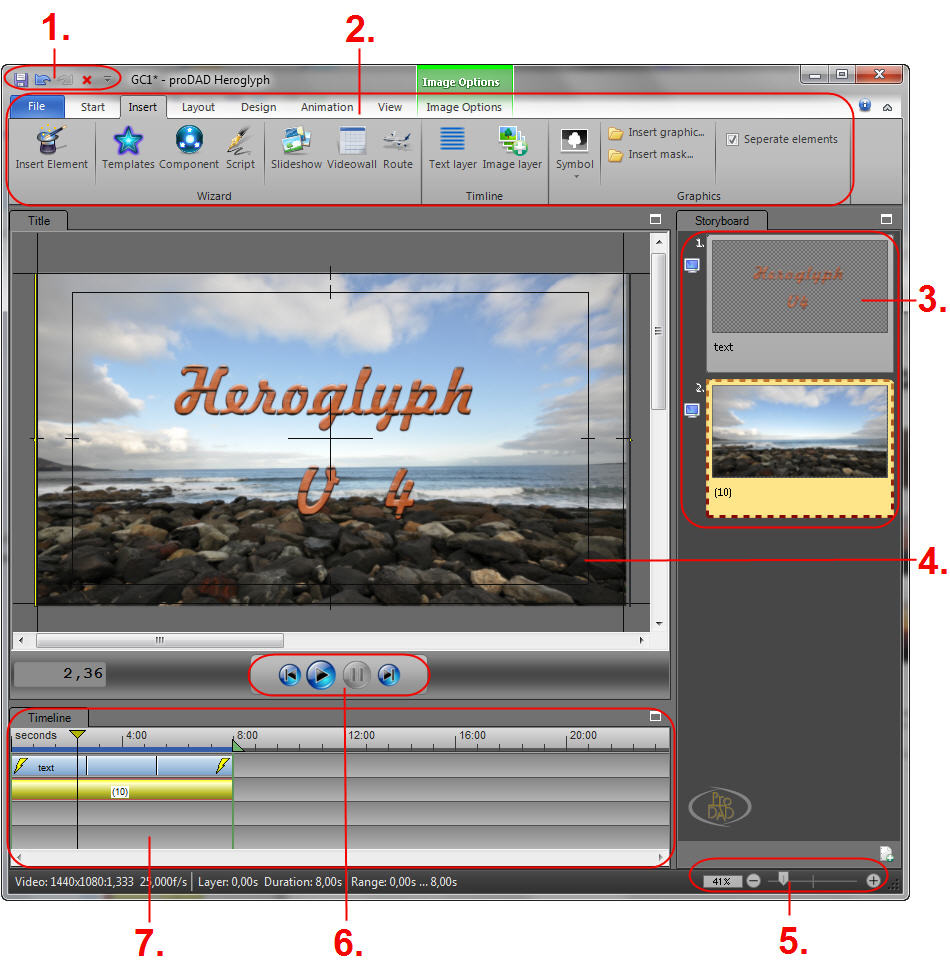 1.
2.
GC1* - proDAD Heroglyph
Image Options
File Start Insert Layout Design Animation View Image Options
Insert Element Templates Component Script Slideshow Videowall Route Text layer Image layer Symbol
Insert graphic...
Insert mask...
Seperate elements
Wizard Timline Graphics
Title
Storyboard
1.
Heroglyph
V 4
text
3.
2.
(10)
Heroglyph
V 4
4.
2,36
Timeline
seconds 4:00 8:00 12:00 16:00 20:00
text
(10)
ProDAD
Video: 1440x1080:1,333 25,000f/s Layer: 0,00s Duration: 8,00s Range: 0,00s ... 8,00s
41%
7.
6.
5.